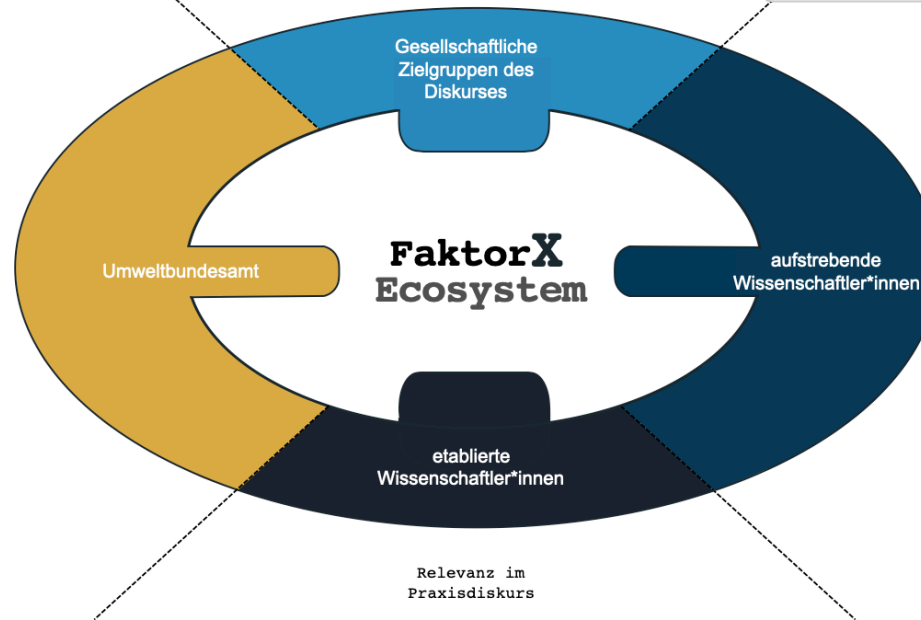 Gesellschaftliche
Zielgruppen des
Diskurses
Umweltbundesamt
FaktorX
Ecosystem
aufstrebende
Wissenschaftler*innen
etablierte
Wissenschaftler*innen
Relevanz im
Praxisdiskurs